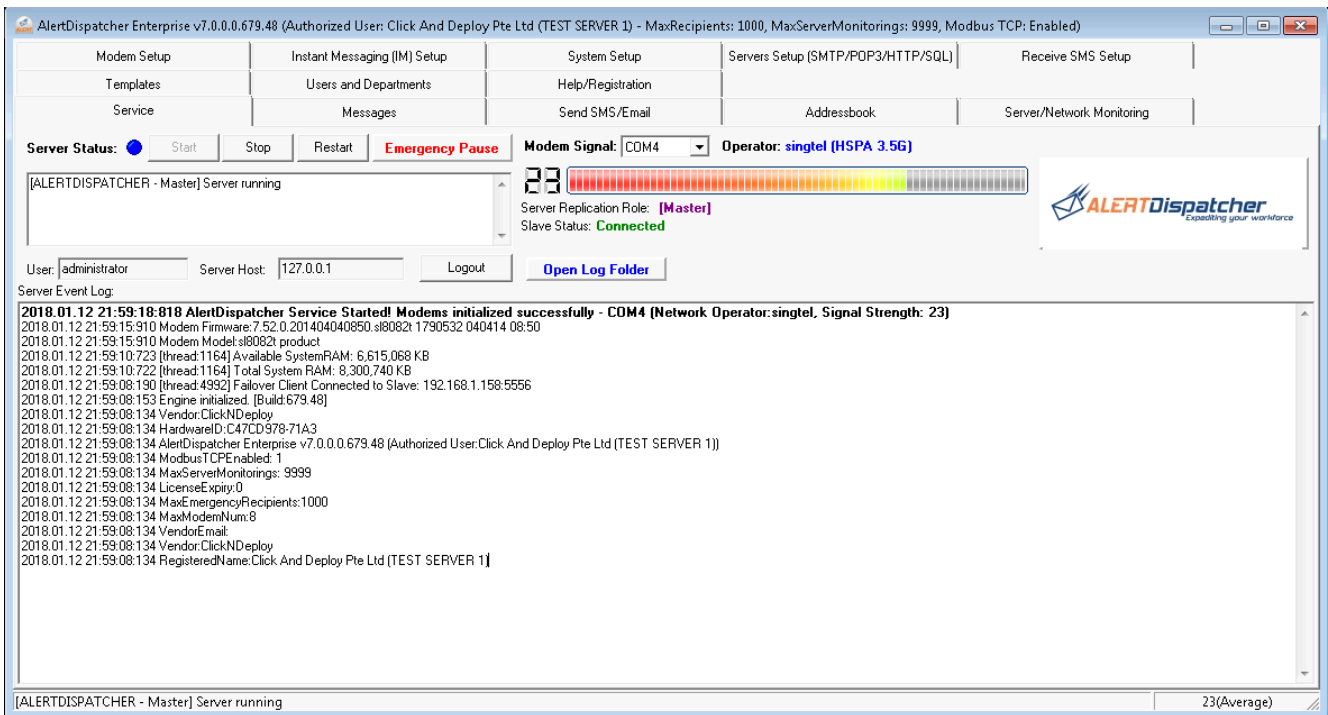 AlertDispatcher Enterprise v7.0.0.0.679.48 (Authorized User: Click And Deploy Pte Ltd (TEST SERVER 1) - MaxRecipients: 1000, MaxServerMonitorings: 9999, Modbus TCP: Enabled)
Modem Setup Instant Messaging (IM) Setup System Setup Servers Setup (SMTP/POP3/HTTP/SQL) Receive SMS Setup
Templates Users and Departments Help/Registration
Service Messages Send SMS/Email Addressbook Server/Network Monitoring
Server Status: Start Stop Restart Emergency Pause Modem Signal: COM4 Operator: singtel (HSPA 3.5G)
[ALERTDISPATCHER - Master] Server running
23
Server Replication Role: [Master]
Slave Status: Connected
ALERTDispatcher
Expediting your workforce
User: administrator Server Host: 127.0.0.1 Logout Open Log Folder
Server Event Log:
2018.01.12 21:59:18:818 AlertDispatcher Service Started! Modems initialized successfully - COM4 (Network Operator:singtel, Signal Strength: 23)
2018.01.12 21:59:15:910 Modem Firmware:7.52.0.201404040850.sl8082t 1790532 040414 08:50
2018.01.12 21:59:15:910 Modem Model:sl8082t product
2018.01.12 21:59:10:723 [thread:1164] Available SystemRAM: 6,615,068 KB
2018.01.12 21:59:10:722 [thread:1164] Total System RAM: 8,300,740 KB
2018.01.12 21:59:08:190 [thread:4992] Failover Client Connected to Slave: 192.168.1.158:5556
2018.01.12 21:59:08:153 Engine initialized. [Build:679.48]
2018.01.12 21:59:08:134 Vendor:ClickNDeploy
2018.01.12 21:59:08:134 HardwareID:C47CD978-71A3
2018.01.12 21:59:08:134 AlertDispatcher Enterprise v7.0.0.0.679.48 (Authorized User:Click And Deploy Pte Ltd (TEST SERVER 1))
2018.01.12 21:59:08:134 ModbusTCPEnabled: 1
2018.01.12 21:59:08:134 MaxServerMonitorings: 9999
2018.01.12 21:59:08:134 LicenseExpiry:0
2018.01.12 21:59:08:134 MaxEmergencyRecipients:1000
2018.01.12 21:59:08:134 MaxModemNum:8
2018.01.12 21:59:08:134 VendorEmail:
2018.01.12 21:59:08:134 Vendor:ClickNDeploy
2018.01.12 21:59:08:134 RegisteredName:Click And Deploy Pte Ltd (TEST SERVER 1)
[ALERTDISPATCHER - Master] Server running 23(Average)